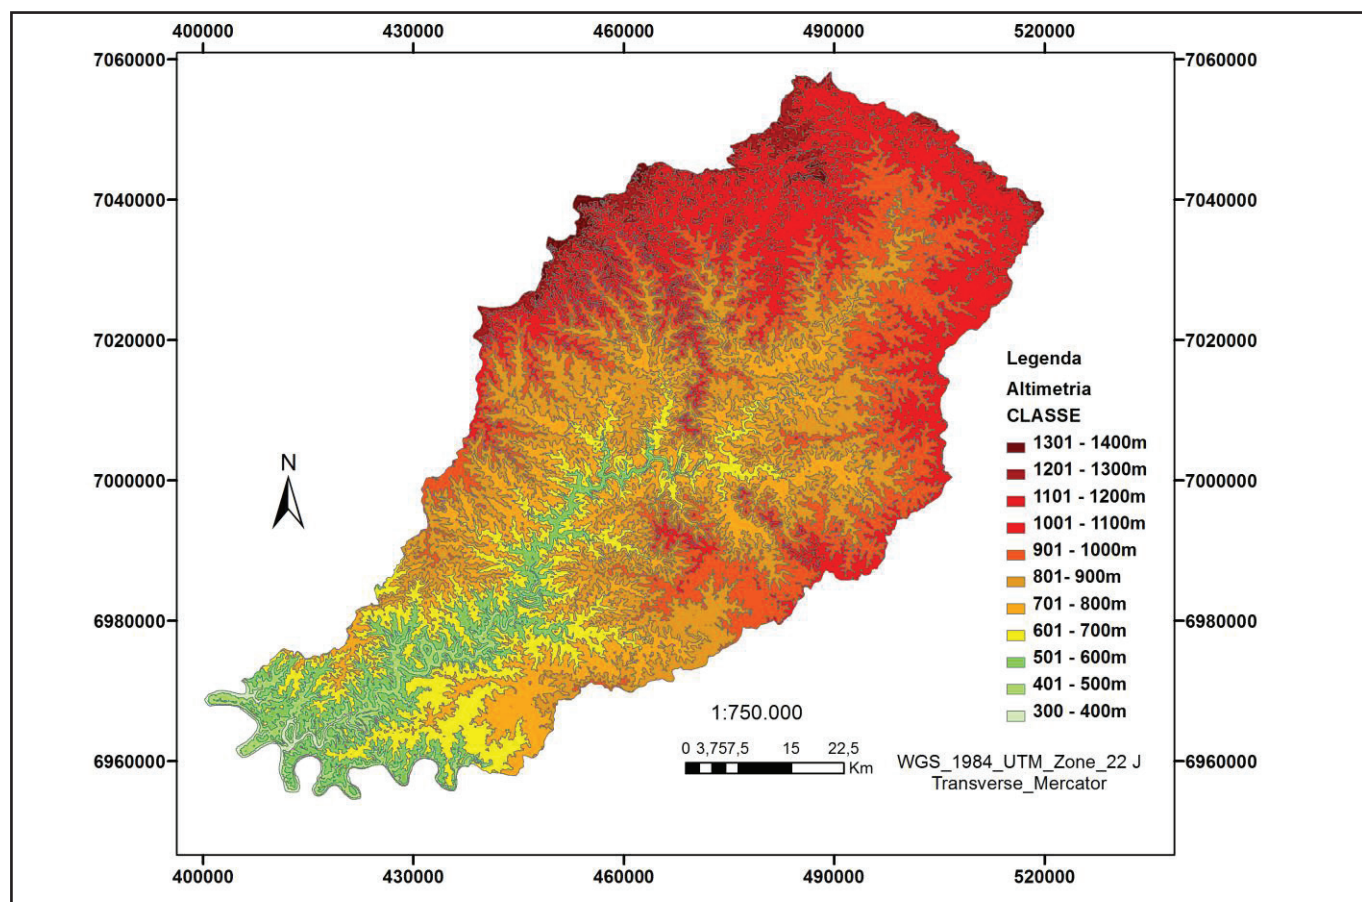 400000 430000 460000 490000 520000
7060000 7060000
7040000 7040000
7020000 7020000
Legenda
Altimetria
CLASSE
1301 - 1400m
1201 - 1300m
1101 - 1200m
1001 - 1100m
901 - 1000m
801- 900m
701 - 800m
601 - 700m
501 - 600m
401 - 500m
300 - 400m
N
7000000 7000000
6980000 6980000
1:750.000
0 3,757,5 15 22,5
Km
WGS_1984_UTM_Zone_22 J
Transverse_Mercator
6960000 6960000
400000 430000 460000 490000 520000